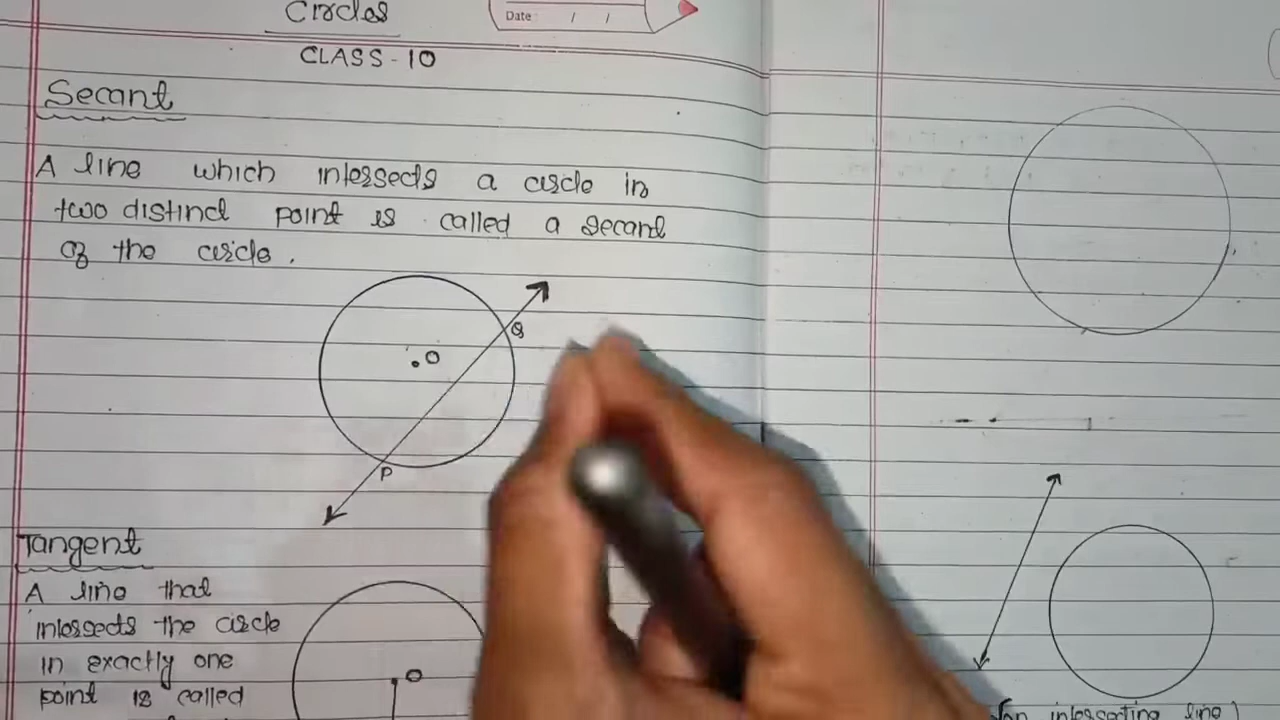 Circles
Date: / /
CLASS - 10
Secant
A line which intersects a circle in
two distinct point is called a secant
of the circle.
Q
O
P
Tangent
A line that
intersects the circle
in exactly one
point is called
O
intersecting line)